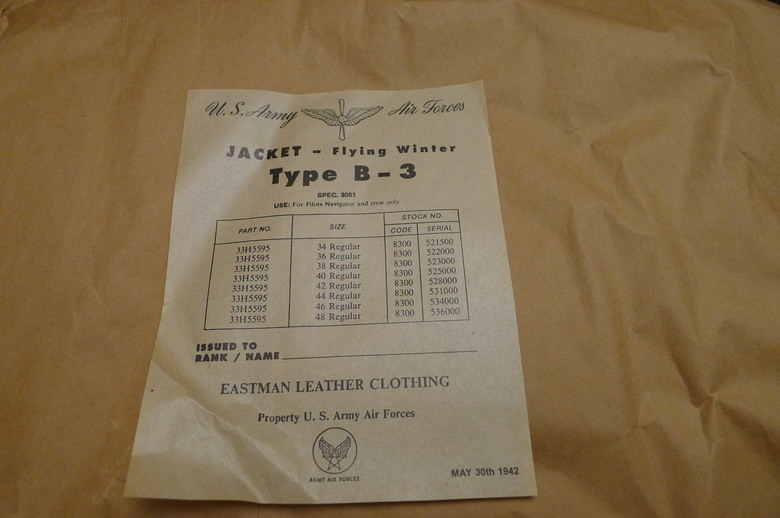 U.S. Army Air Forces
JACKET - Flying Winter
Type B-3
SPEC. 3061
USE: For Pilots Navigator and crew only
PART NO. SIZE STOCK NO.
CODE SERIAL
33H5595 34 Regular 8300 521500
33H5595 36 Regular 8300 522000
33H5595 38 Regular 8300 523000
33H5595 40 Regular 8300 525000
33H5595 42 Regular 8300 528000
33H5595 44 Regular 8300 531000
33H5595 46 Regular 8300 534000
33H5595 48 Regular 8300 536000
ISSUED TO
RANK / NAME
EASTMAN LEATHER CLOTHING
Property U. S. Army Air Forces
ARMY AIR FORCES
MAY 30th 1942